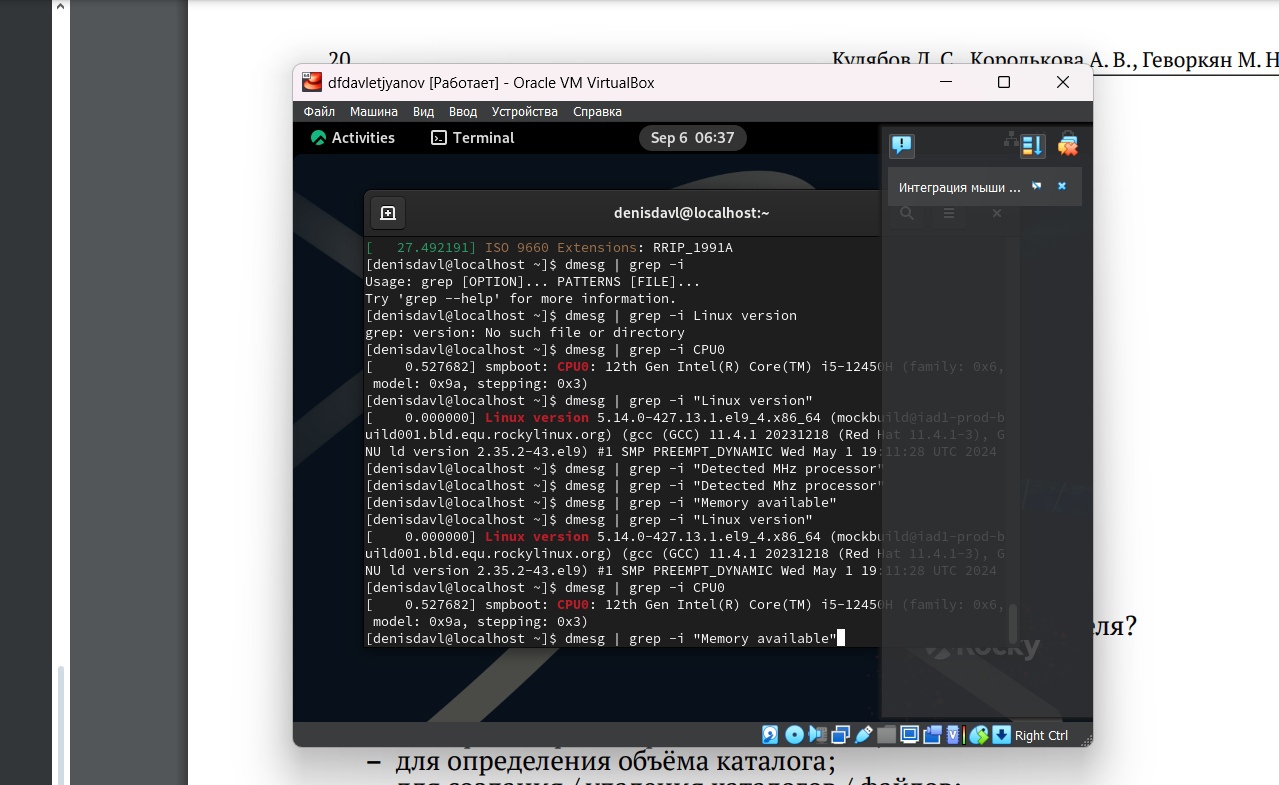 20
Кулябов Д. С., Королькова А. В., Геворкян М. Н
dfdavletjyanov [Работает] - Oracle VM VirtualBox
Файл Машина Вид Ввод Устройства Справка
Activities Terminal Sep 6 06:37
Интеграция мыши ...
denisdavl@localhost:~
[   27.492191] ISO 9660 Extensions: RRIP_1991A
[denisdavl@localhost ~]$ dmesg | grep -i
Usage: grep [OPTION]... PATTERNS [FILE]...
Try 'grep --help' for more information.
[denisdavl@localhost ~]$ dmesg | grep -i Linux version
grep: version: No such file or directory
[denisdavl@localhost ~]$ dmesg | grep -i CPU0
[    0.527682] smpboot: CPU0: 12th Gen Intel(R) Core(TM) i5-12450H (family: 0x6,
 model: 0x9a, stepping: 0x3)
[denisdavl@localhost ~]$ dmesg | grep -i "Linux version"
[    0.000000] Linux version 5.14.0-427.13.1.el9_4.x86_64 (mockbuild@iad1-prod-b
uild001.bld.equ.rockylinux.org) (gcc (GCC) 11.4.1 20231218 (Red Hat 11.4.1-3), G
NU ld version 2.35.2-43.el9) #1 SMP PREEMPT_DYNAMIC Wed May 1 19:11:28 UTC 2024
[denisdavl@localhost ~]$ dmesg | grep -i "Detected MHz processor"
[denisdavl@localhost ~]$ dmesg | grep -i "Detected Mhz processor"
[denisdavl@localhost ~]$ dmesg | grep -i "Memory available"
[denisdavl@localhost ~]$ dmesg | grep -i "Linux version"
[    0.000000] Linux version 5.14.0-427.13.1.el9_4.x86_64 (mockbuild@iad1-prod-b
uild001.bld.equ.rockylinux.org) (gcc (GCC) 11.4.1 20231218 (Red Hat 11.4.1-3), G
NU ld version 2.35.2-43.el9) #1 SMP PREEMPT_DYNAMIC Wed May 1 19:11:28 UTC 2024
[denisdavl@localhost ~]$ dmesg | grep -i CPU0
[    0.527682] smpboot: CPU0: 12th Gen Intel(R) Core(TM) i5-12450H (family: 0x6,
 model: 0x9a, stepping: 0x3)
[denisdavl@localhost ~]$ dmesg | grep -i "Memory available"
еля?
Rocky
Right Ctrl
– для определения объёма каталога;
для создания / удаления каталогов / файлов;